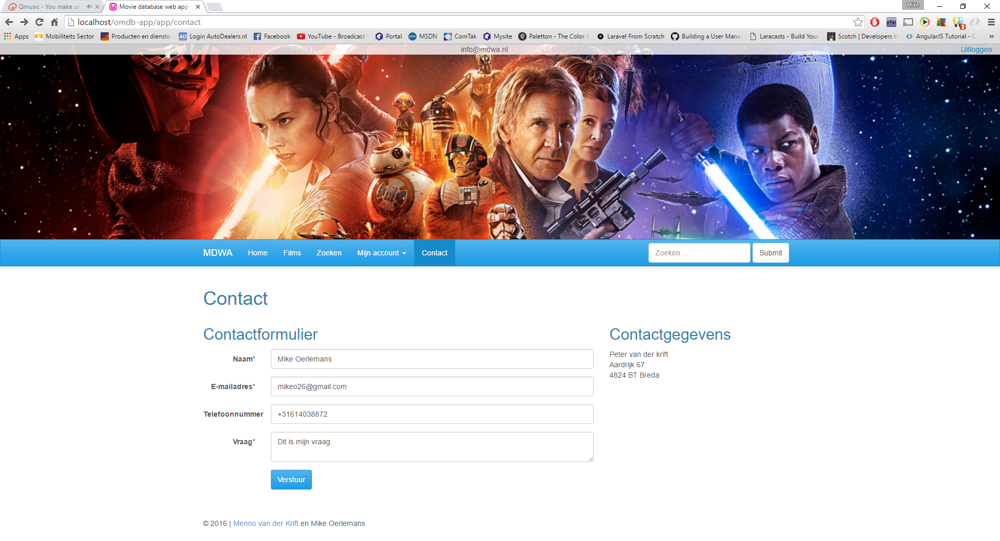 Qmusic - You make us
Movie database web app
Mike
localhost/omdb-app/app/contact
php
2
Apps
Mobiliteits Sector
Producten en dienste
AD Login AutoDealers.nl
Facebook
YouTube - Broadcast
Portal
MSDN
ComTak
Mysite
Paletton - The Color S
Laravel From Scratch
Building a User Mana
Laracasts - Build Your
Scotch | Developers b
AngularJS Tutorial - C
»
info@mdwa.nl
Uitloggen
MDWA
Home
Films
Zoeken
Mijn account
Contact
Zoeken ...
Submit
Contact
Contactformulier
Naam*
Mike Oerlemans
E-mailadres*
mikeo26@gmail.com
Telefoonnummer
+31614038872
Vraag*
Dit is mijn vraag.
Verstuur
Contactgegevens
Peter van der krift
Aardrijk 67
4824 BT Breda
© 2016 | Menno van der Krift en Mike Oerlemans